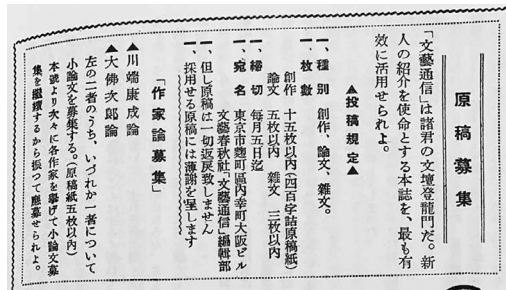 原稿募集
「文藝通信」は諸君の文壇登龍門だ。新
人の紹介を使命とする本誌を、最も有
效に活用せられよ。
▲投稿規定▲
一、種別 創作、論文、雜文。
一、枚數
創作 十五枚以內(四百字詰原稿紙)
論文 五枚以內 雜文 三枚以內
一、締切 每月五日迄
一、宛名 東京市麴町區內幸町大阪ビル
文藝春秋社「文藝通信」編輯部
一、但し原稿は一切返戾致しません
採用せる原稿には薄謝を呈します
「作家論募集」
▲川端康成論
▲大佛次郎論
左の二者のうち、いづれか一者について
小論文を募集する。(原稿紙五枚以內)
本號より次々に各作家を擧げて小論文募
集を繼續するから振つて應募せられよ。